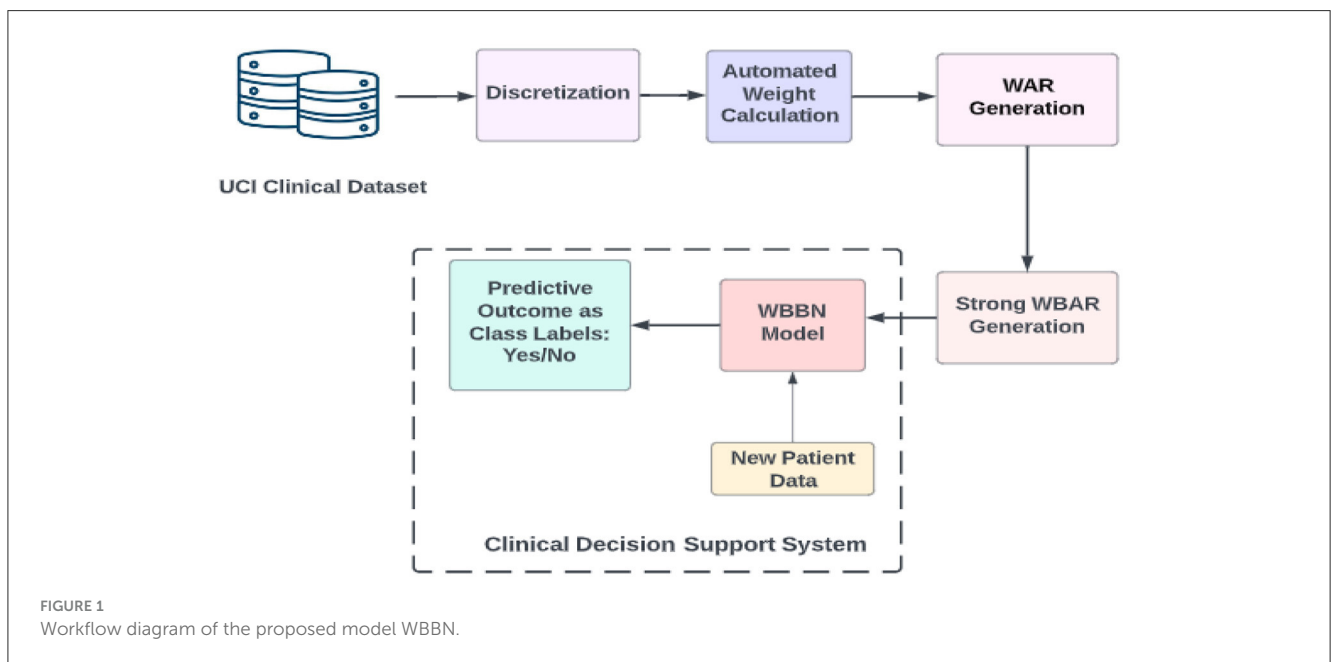 UCI Clinical Dataset
Discretization
Automated
Weight
Calculation
WAR
Generation
Strong WBAR
Generation
WBBN
Model
Predictive
Outcome as
Class Labels:
Yes/No
New Patient
Data
Clinical Decision Support System
FIGURE 1
Workflow diagram of the proposed model WBBN.